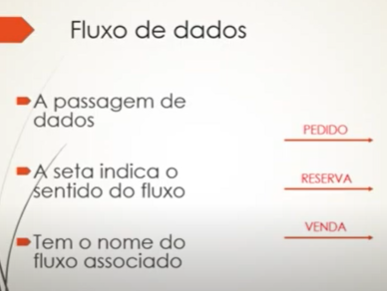 Fluxo de dados
A passagem de
dados
A seta indica o
sentido do fluxo
Tem o nome do
fluxo associado
PEDIDO
RESERVA
VENDA